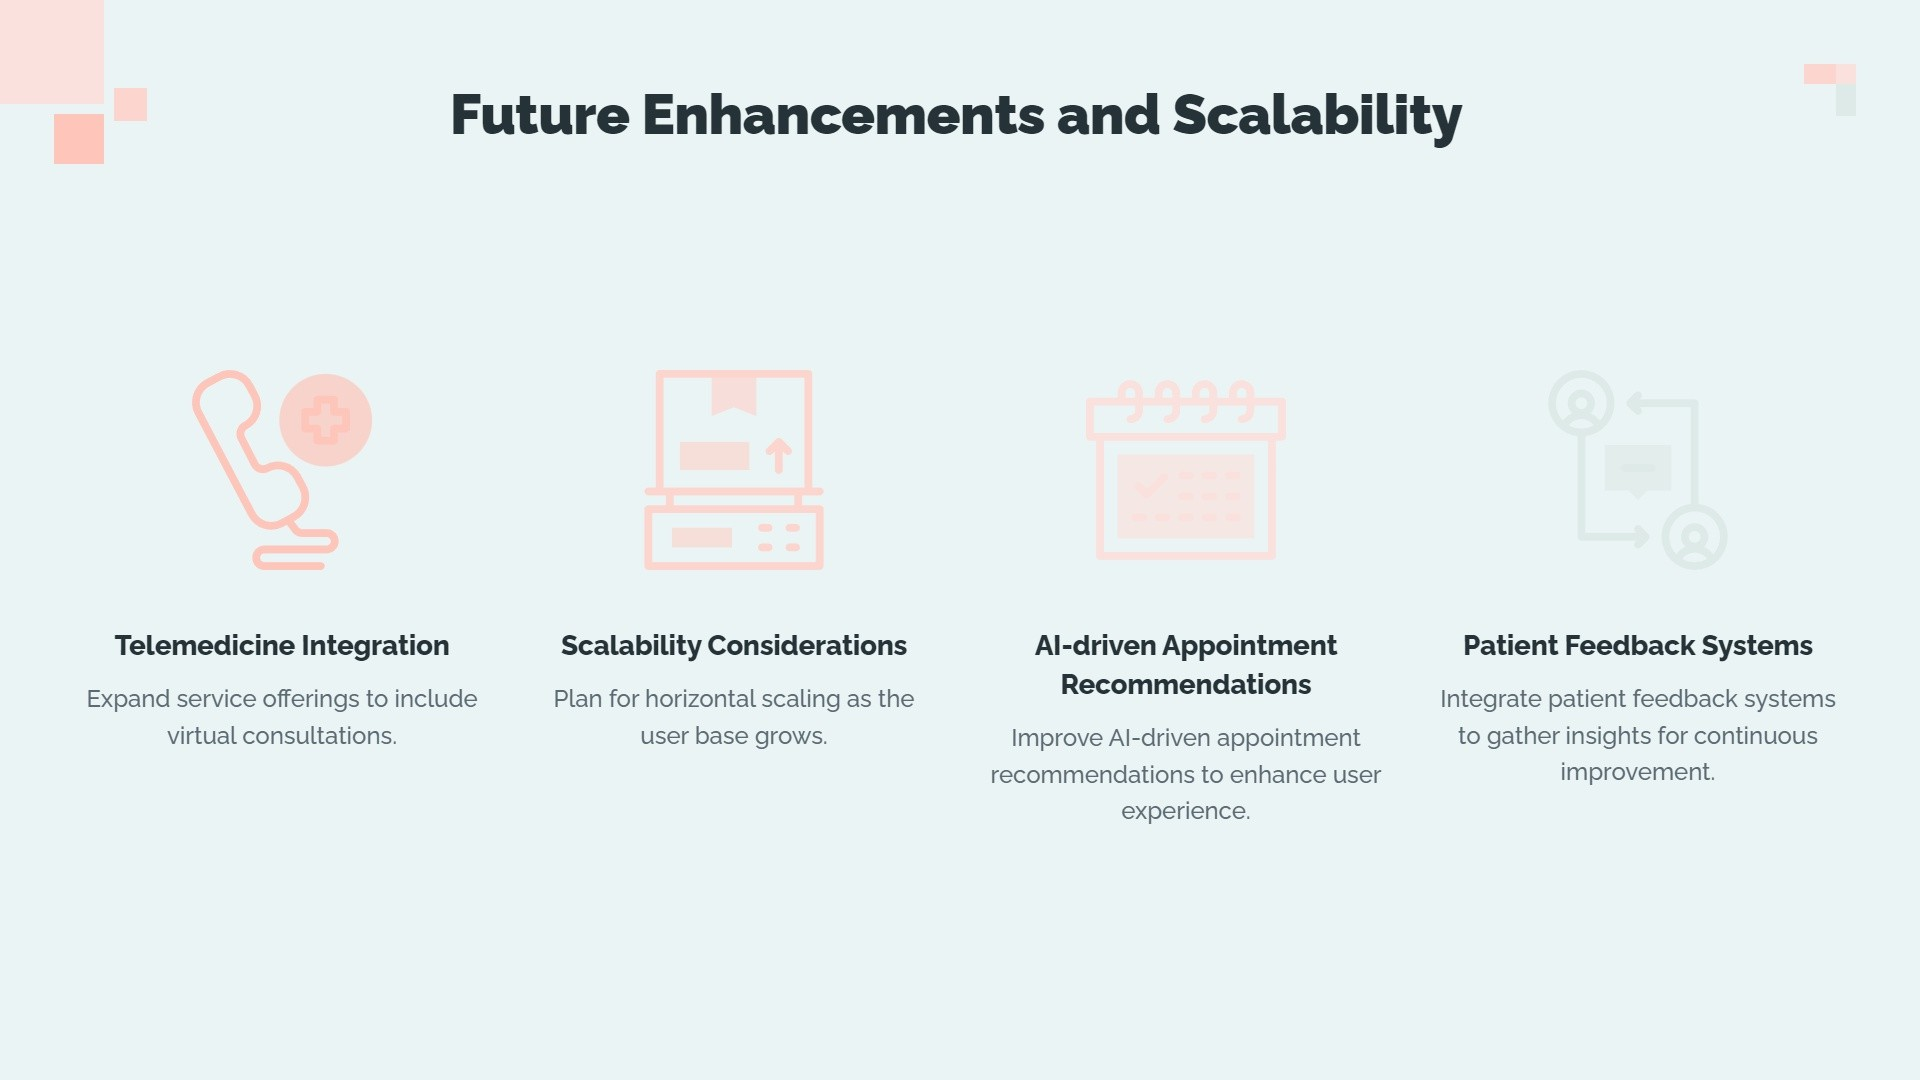 Future Enhancements and Scalability
Telemedicine Integration
Expand service offerings to include
virtual consultations.
Scalability Considerations
Plan for horizontal scaling as the
user base grows.
AI-driven Appointment
Recommendations
Improve AI-driven appointment
recommendations to enhance user
experience.
Patient Feedback Systems
Integrate patient feedback systems
to gather insights for continuous
improvement.